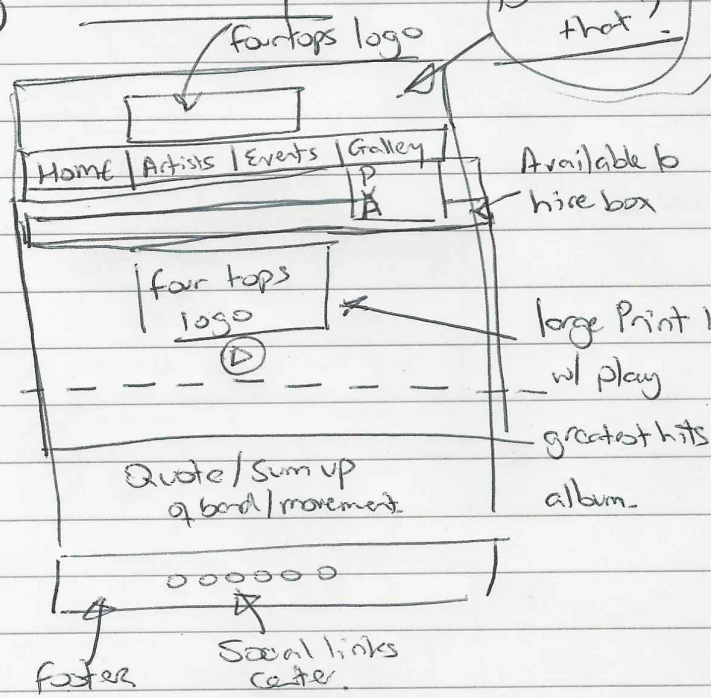 that!
fourtops logo
Home | Artists | Events | Galley
P
A
Available to
hire box
four tops
logo
large Print
w/ play
greatest hits
album.
Quote/Sum up
of band/movement
Social links
center.
footer